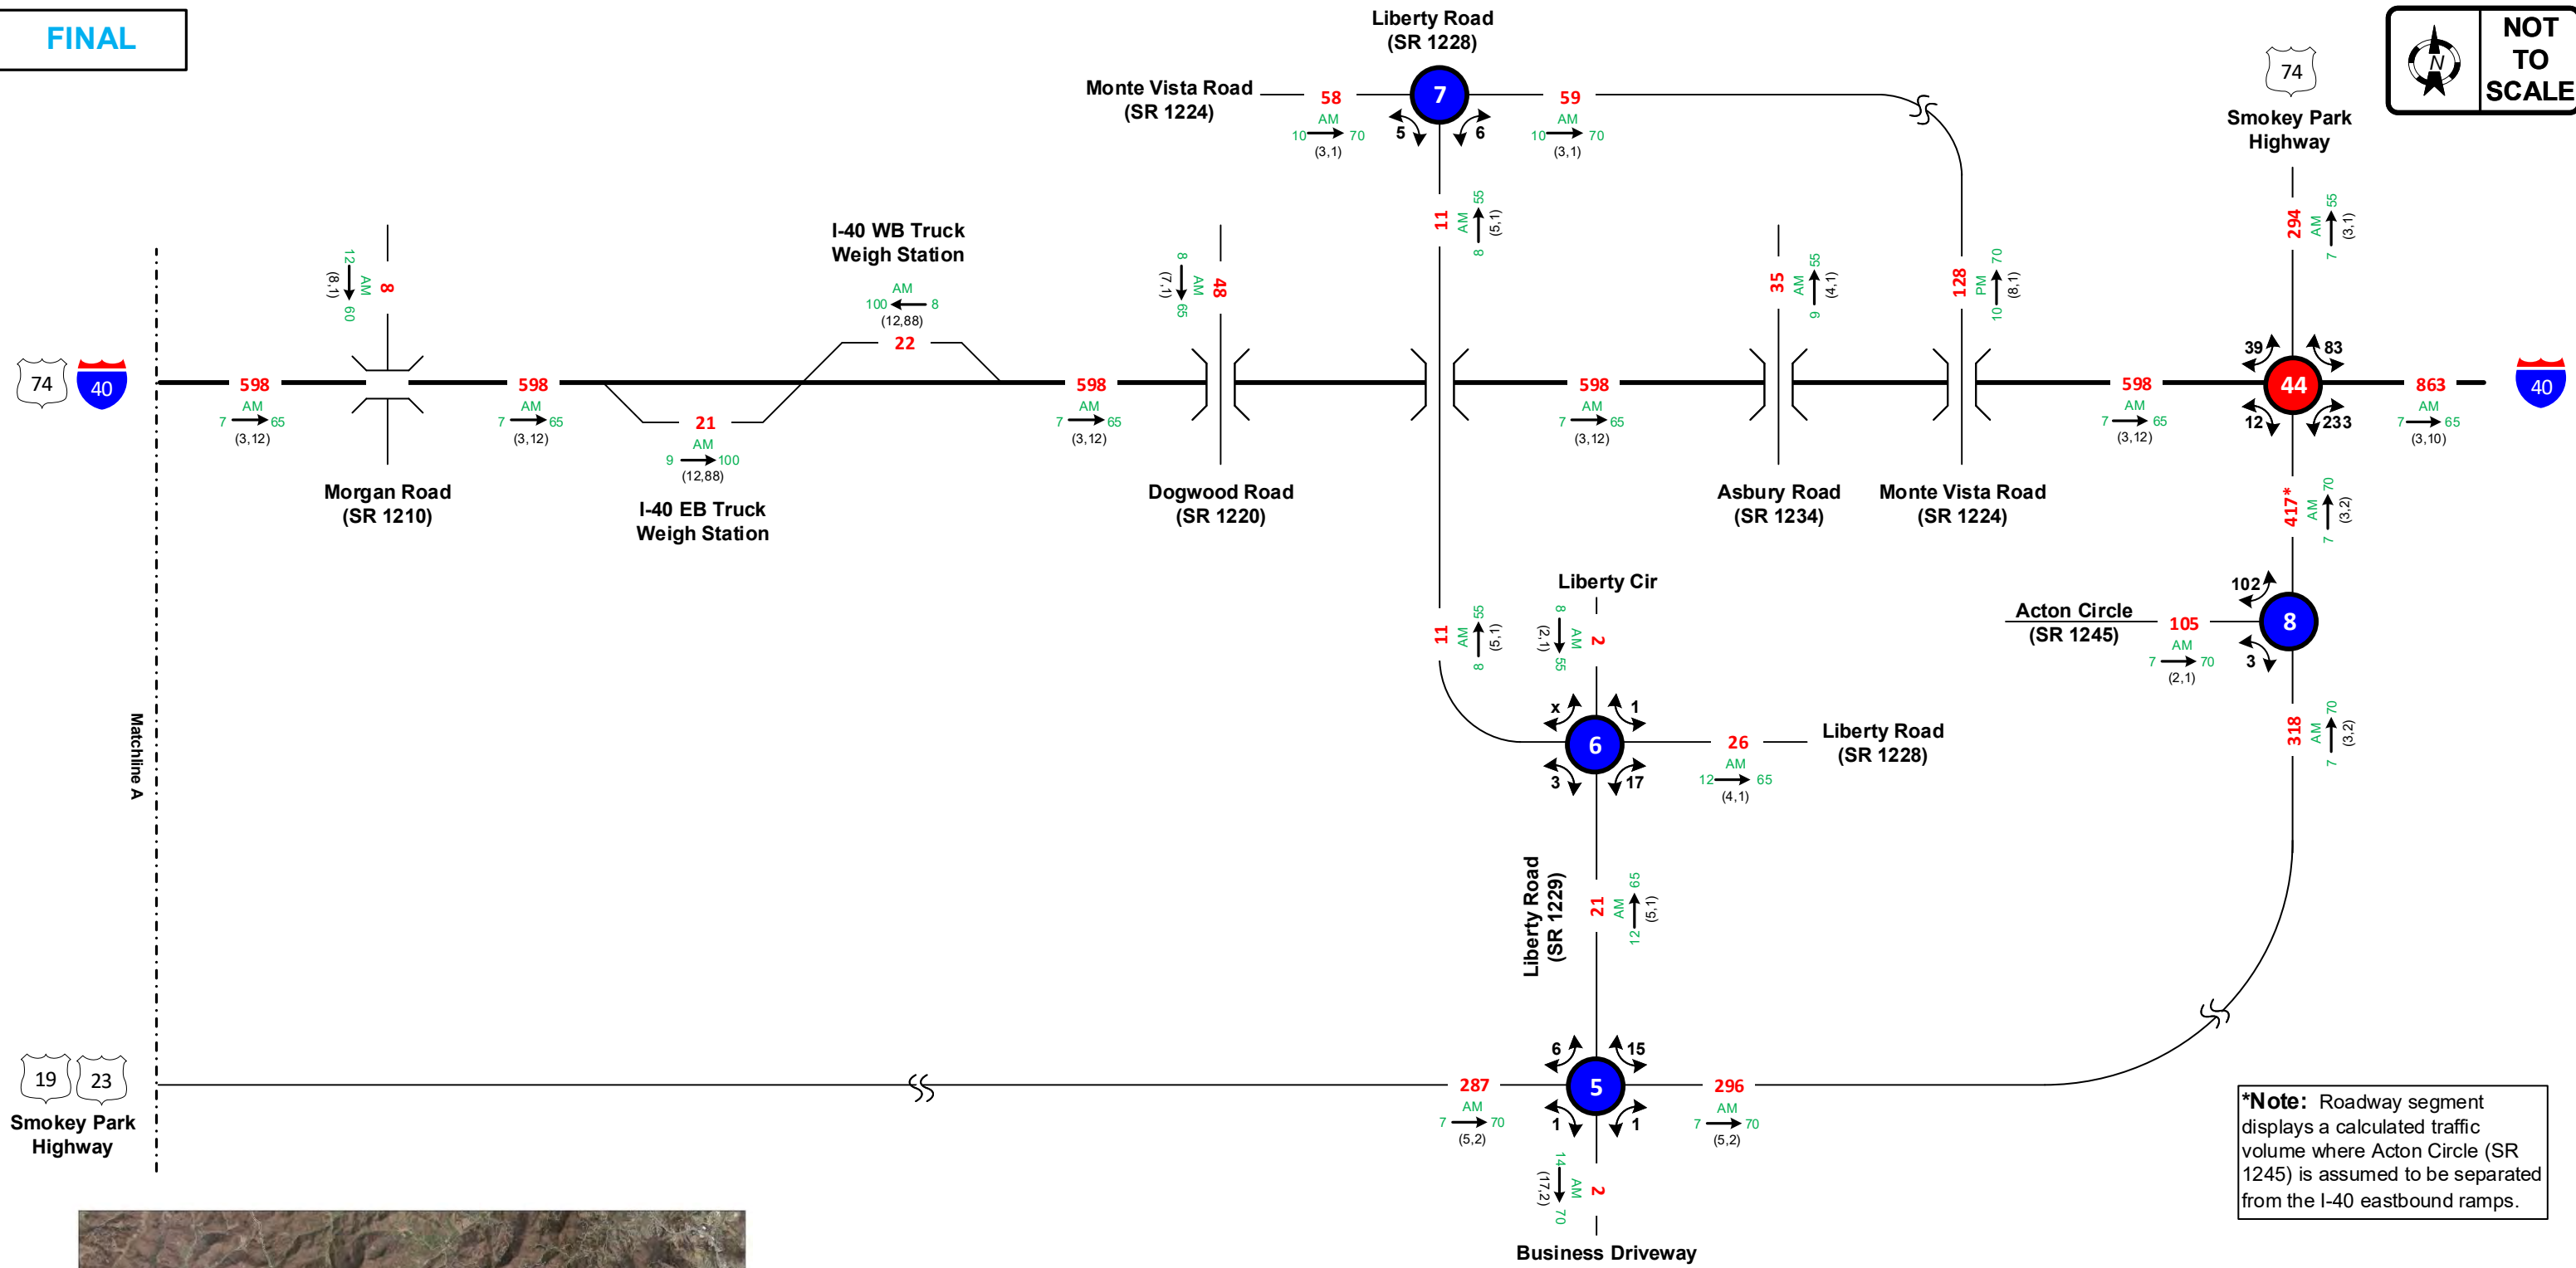 FINAL
Liberty Road
(SR 1228)
NOT
TO
SCALE
N
74
Smokey Park
Highway
Monte Vista Road
(SR 1224)
58
AM
10 70
(3,1)
7
5
6
59
AM
10 70
(3,1)
11
AM
8 55
(5,1)
294
AM
7 55
(3,1)
I-40 WB Truck
Weigh Station
AM
100 8
(12,88)
22
12
(8,1)
AM
60
8
8
(7,1)
AM
65
48
35
AM
9 55
(4,1)
128
PM
10 70
(8,1)
74
40
598
AM
7 65
(3,12)
598
AM
7 65
(3,12)
21
AM
9 100
(12,88)
598
AM
7 65
(3,12)
598
AM
7 65
(3,12)
598
AM
7 65
(3,12)
39
83
44
12
233
863
AM
7 65
(3,10)
40
Morgan Road
(SR 1210)
I-40 EB Truck
Weigh Station
Dogwood Road
(SR 1220)
Asbury Road
(SR 1234)
Monte Vista Road
(SR 1224)
417*
AM
7 70
(3,2)
Liberty Cir
11
AM
8 55
(5,1)
8
(2,1)
AM
55
2
Acton Circle
(SR 1245)
105
AM
7 70
(2,1)
102
8
3
Matchline A
x
1
6
3
17
26
AM
12 65
(4,1)
Liberty Road
(SR 1228)
318
AM
7 70
(3,2)
Liberty Road
(SR 1229)
21
AM
12 65
(5,1)
19
23
Smokey Park
Highway
287
AM
7 70
(5,2)
6
15
5
1
1
296
AM
7 70
(5,2)
14
(17,2)
AM
70
2
Business Driveway
*Note: Roadway segment
displays a calculated traffic
volume where Acton Circle (SR
1245) is assumed to be separated
from the I-40 eastbound ramps.